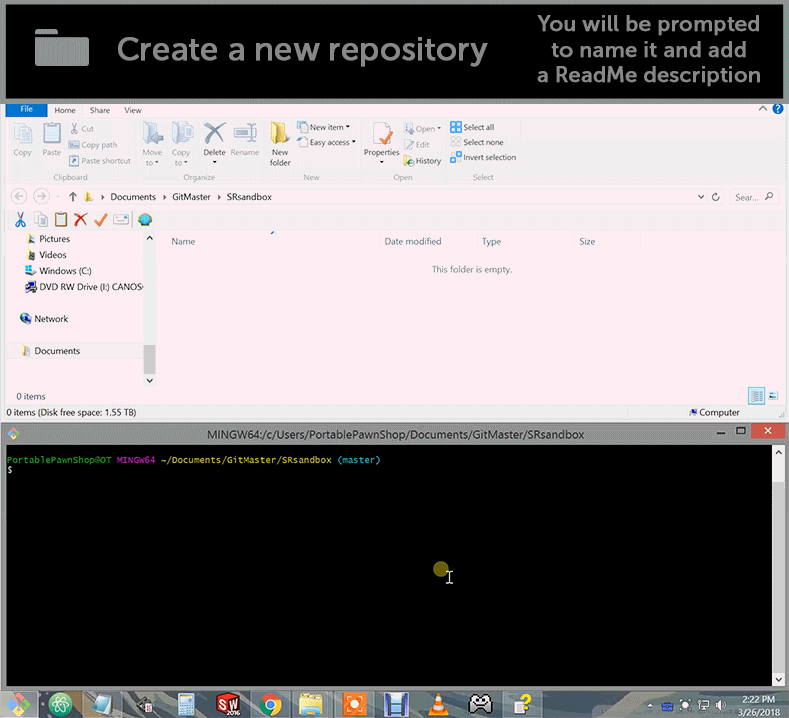 Create a new repository
You will be prompted
to name it and add
a ReadMe description
File Home Share View
Copy
Paste
Cut
Copy path
Paste shortcut
Clipboard
Move
to
Copy
to
Delete
Rename
Organize
New
folder
New item
Easy access
New
Properties
Open
Edit
History
Open
Select all
Select none
Invert selection
Select
Documents GitMaster SRsandbox
Sear...
Pictures
Videos
Windows (C:)
DVD RW Drive (I:) CANOS
Network
Documents
Name Date modified Type Size
This folder is empty.
0 items
0 items (Disk free space: 1.55 TB)
Computer
MINGW64:/c/Users/PortablePawnShop/Documents/GitMaster/SRsandbox
PortablePawnShop@OT MINGW64 ~/Documents/GitMaster/SRsandbox (master)
$
SW
2016
2:22 PM
3/26/2018